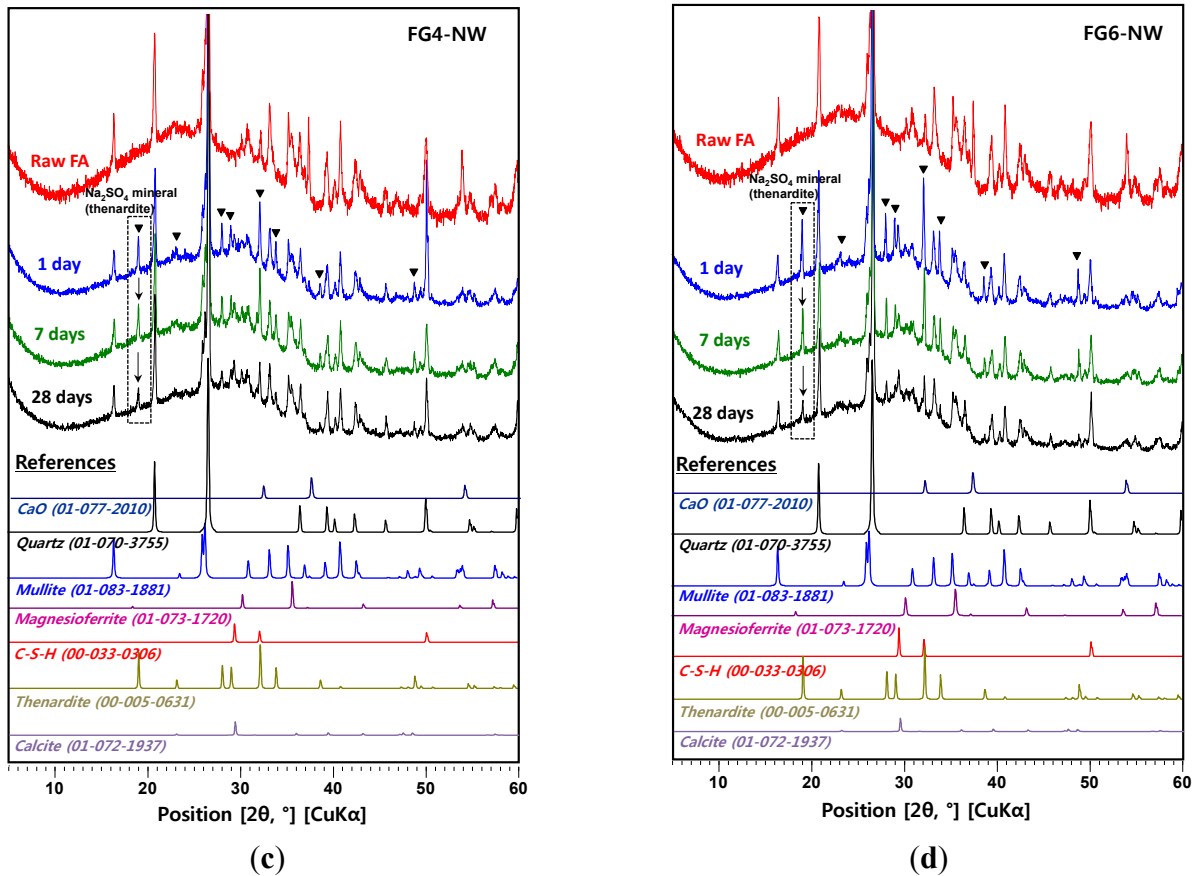 FG4-NW
Raw FA
Na₂SO₄ mineral
(thenardite)
1 day
7 days
28 days
References
CaO (01-077-2010)
Quartz (01-070-3755)
Mullite (01-083-1881)
Magnesioferrite (01-073-1720)
C-S-H (00-033-0306)
Thenardite (00-005-0631)
Calcite (01-072-1937)
10 20 30 40 50 60
Position [2θ, °] [CuKα]
(c)
FG6-NW
Raw FA
Na₂SO₄ mineral
(thenardite)
1 day
7 days
28 days
References
CaO (01-077-2010)
Quartz (01-070-3755)
Mullite (01-083-1881)
Magnesioferrite (01-073-1720)
C-S-H (00-033-0306)
Thenardite (00-005-0631)
Calcite (01-072-1937)
10 20 30 40 50 60
Position [2θ, °] [CuKα]
(d)